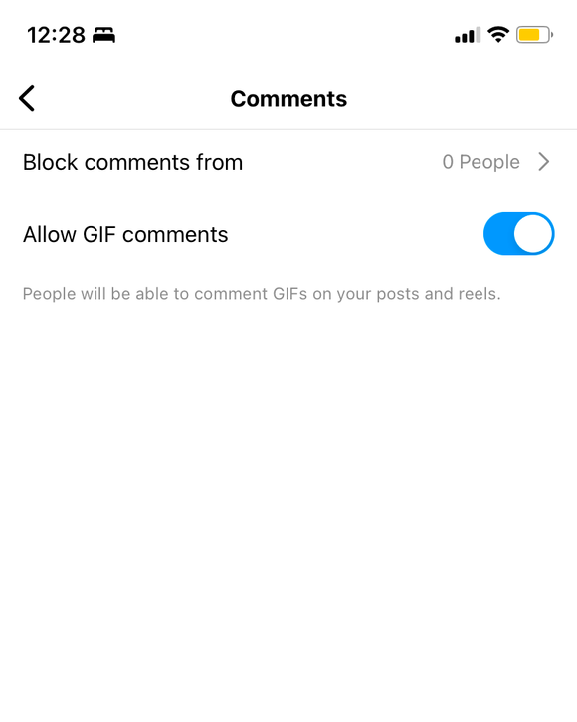 12:28
Comments
Block comments from 0 People
Allow GIF comments
People will be able to comment GIFs on your posts and reels.